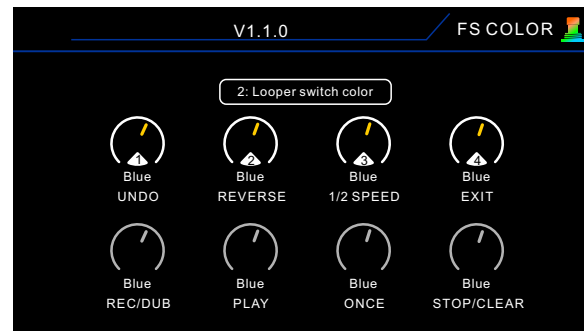 V1.1.0
FS COLOR
2: Looper switch color
1 2 3 4
Blue Blue Blue Blue
UNDO REVERSE 1/2 SPEED EXIT
Blue Blue Blue Blue
REC/DUB PLAY ONCE STOP/CLEAR